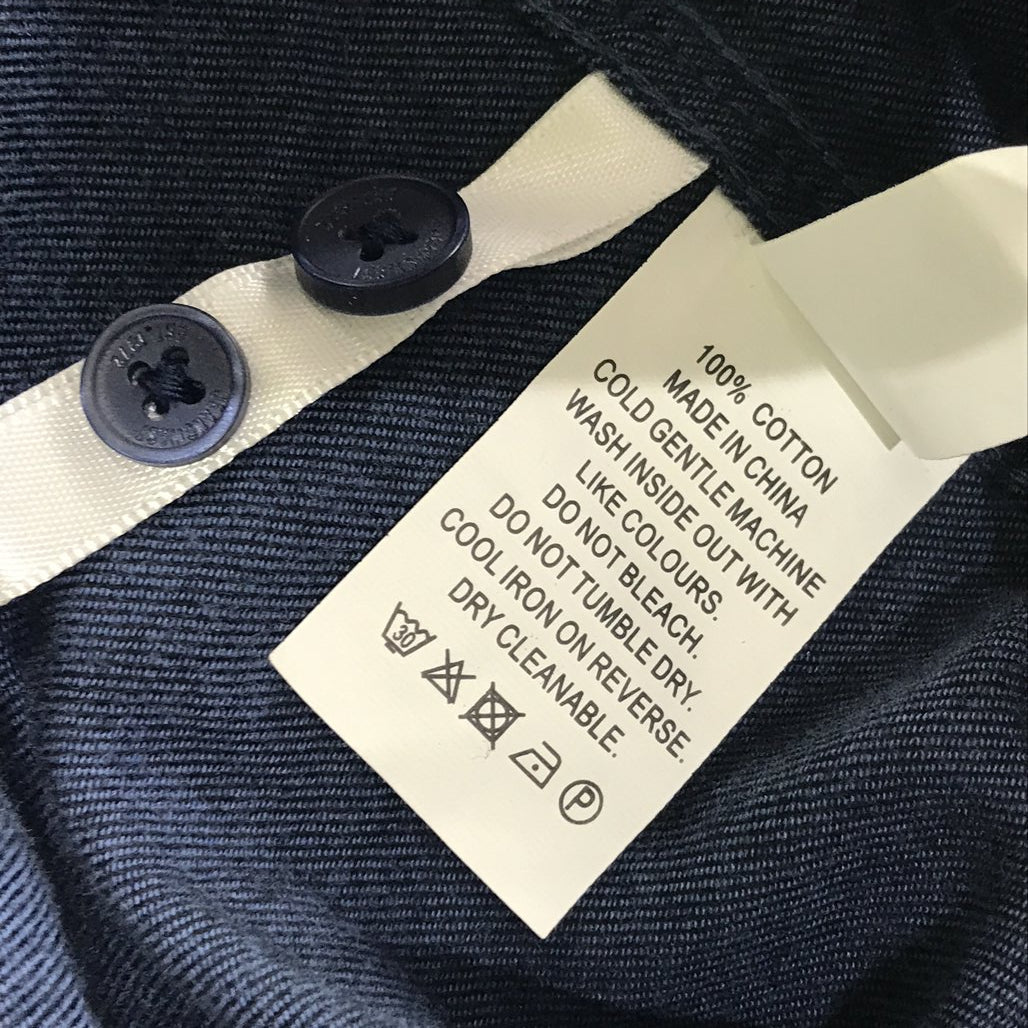 100% COTTON
MADE IN CHINA
COLD GENTLE MACHINE
WASH INSIDE OUT WITH
LIKE COLOURS.
DO NOT BLEACH.
DO NOT TUMBLE DRY.
COOL IRON ON REVERSE.
DRY CLEANABLE.
30
P